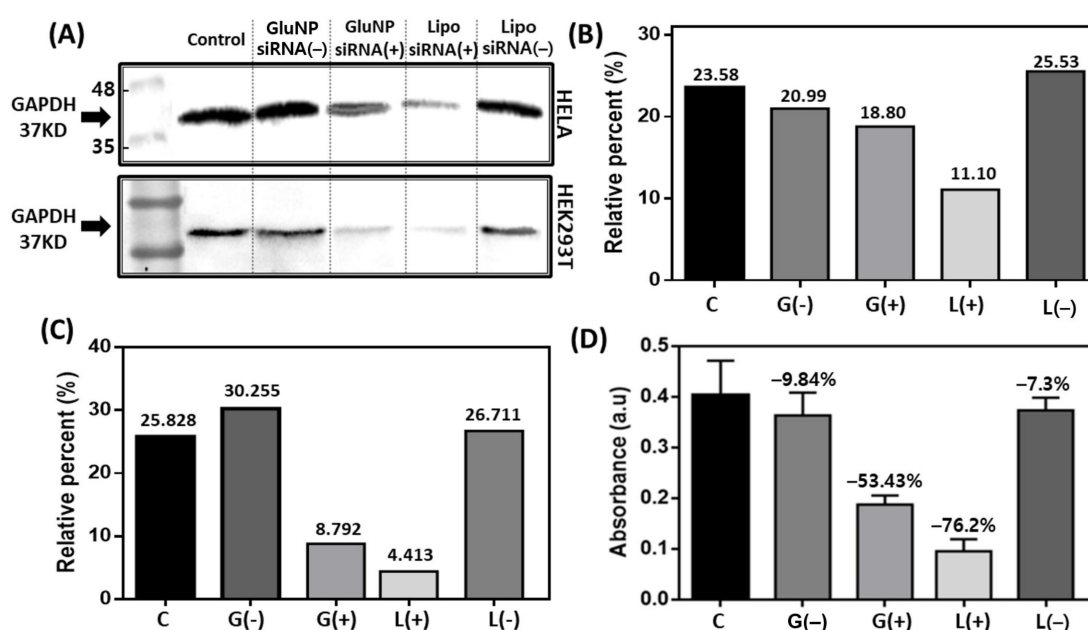 (A)
Control
GluNP
siRNA(−)
GluNP
siRNA(+)
Lipo
siRNA(+)
Lipo
siRNA(−)
48
GAPDH
37KD
35
HELA
GAPDH
37KD
HEK293T
(B)
Relative percent (%)
30
20
10
0
23.58
20.99
18.80
11.10
25.53
C
G(-)
G(+)
L(+)
L(−)
(C)
Relative percent (%)
40
30
20
10
0
25.828
30.255
8.792
4.413
26.711
C
G(-)
G(+)
L(+)
L(-)
(D)
Absorbance (a.u)
0.5
0.4
0.3
0.2
0.1
0.0
−9.84%
−53.43%
−76.2%
−7.3%
C
G(−)
G(+)
L(+)
L(−)